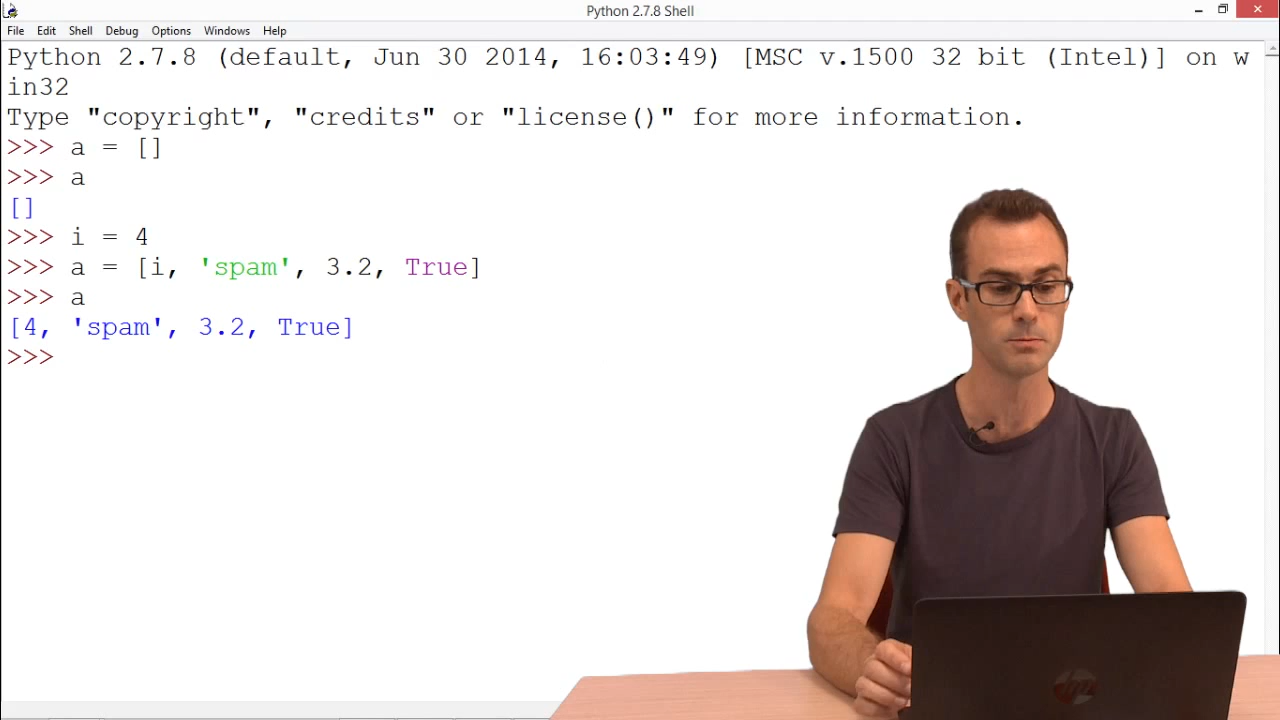 Python 2.7.8 Shell
File Edit Shell Debug Options Windows Help
Python 2.7.8 (default, Jun 30 2014, 16:03:49) [MSC v.1500 32 bit (Intel)] on w
in32
Type "copyright", "credits" or "license()" for more information.
>>> a = []
>>> a
[]
>>> i = 4
>>> a = [i, 'spam', 3.2, True]
>>> a
[4, 'spam', 3.2, True]
>>>
hp